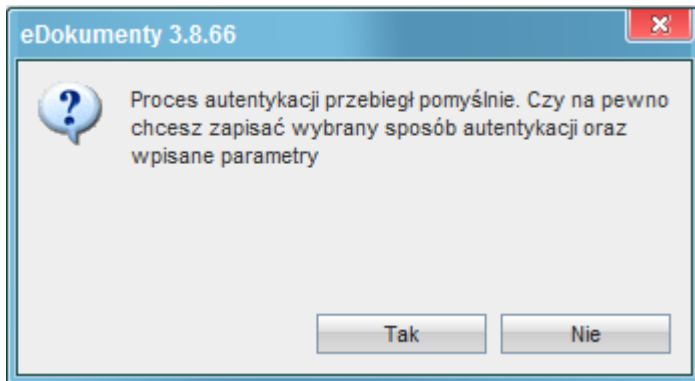 eDokumenty 3.8.66
Proces autentykacji przebiegł pomyślnie. Czy na pewno
chcesz zapisać wybrany sposób autentykacji oraz
wpisane parametry
Tak
Nie